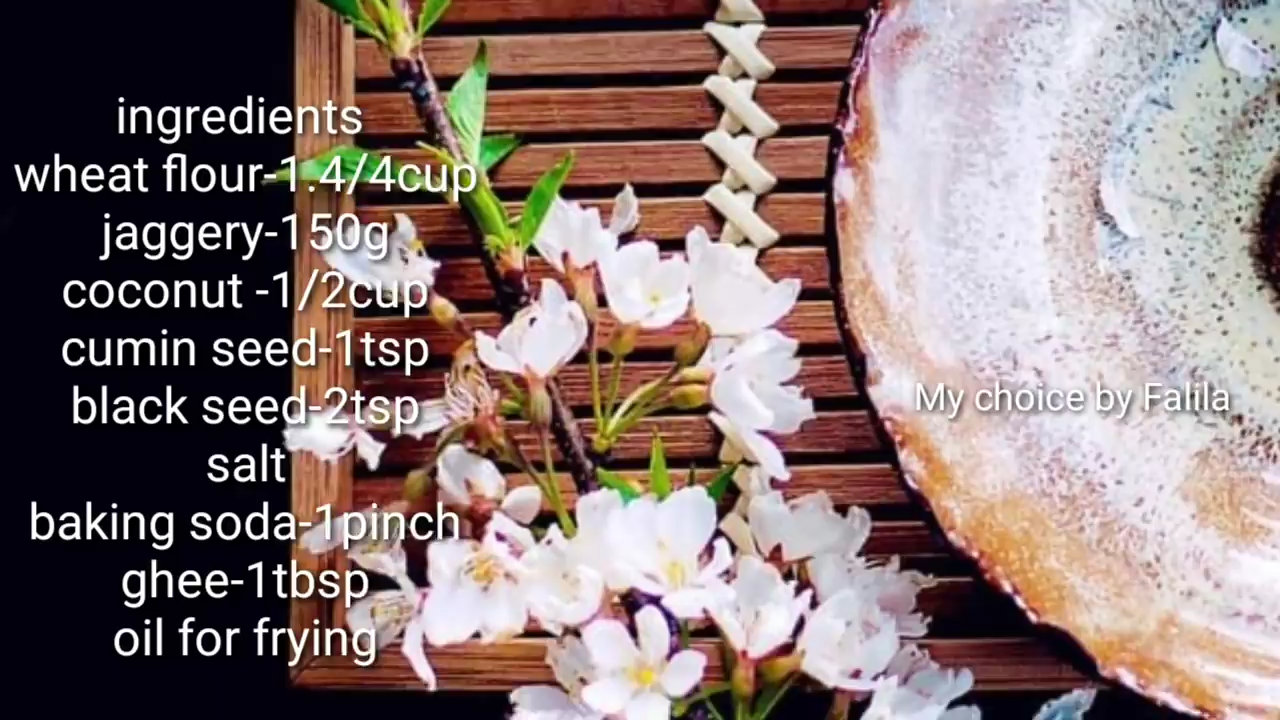 ingredients
wheat flour-1.4/4cup
jaggery-150g
coconut -1/2cup
cumin seed-1tsp
black seed-2tsp
salt
baking soda-1pinch
ghee-1tbsp
oil for frying
My choice by Falila